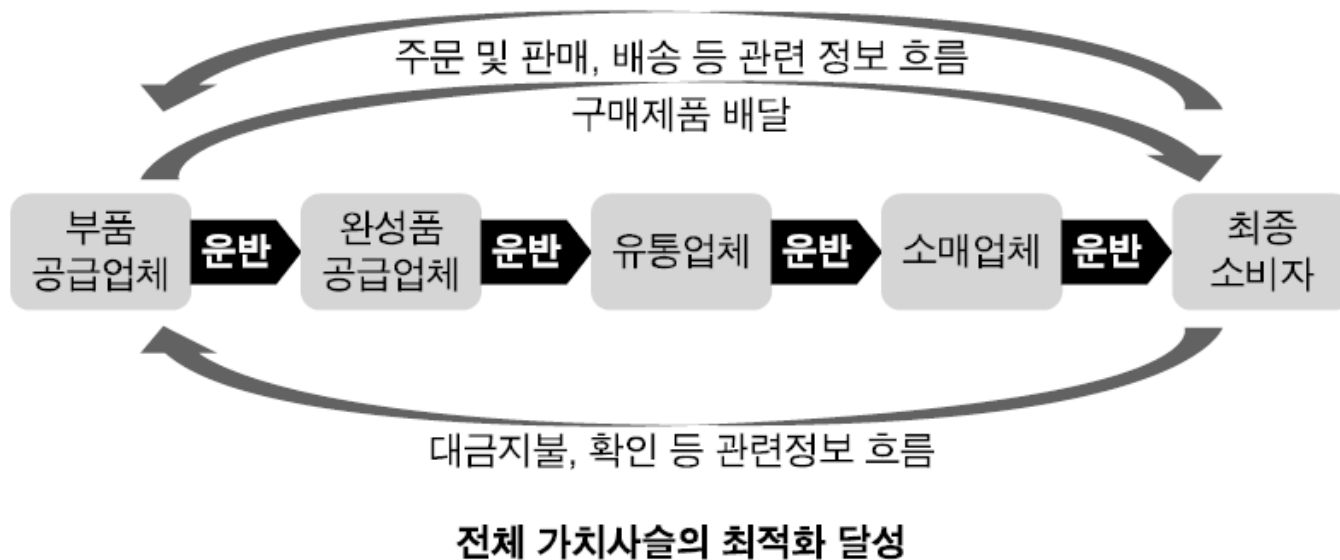 주문 및 판매, 배송 등 관련 정보 흐름
구매제품 배달
부품
공급업체
운반
완성품
공급업체
운반
유통업체
운반
소매업체
운반
최종
소비자
대금지불, 확인 등 관련정보 흐름
전체 가치사슬의 최적화 달성